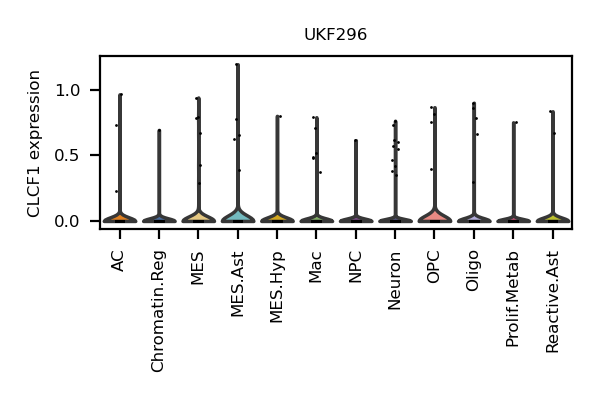 UKF296
CLCF1 expression
1.0
0.5
0.0
AC
Chromatin.Reg
MES
MES.Ast
MES.Hyp
Mac
NPC
Neuron
OPC
Oligo
Prolif.Metab
Reactive.Ast